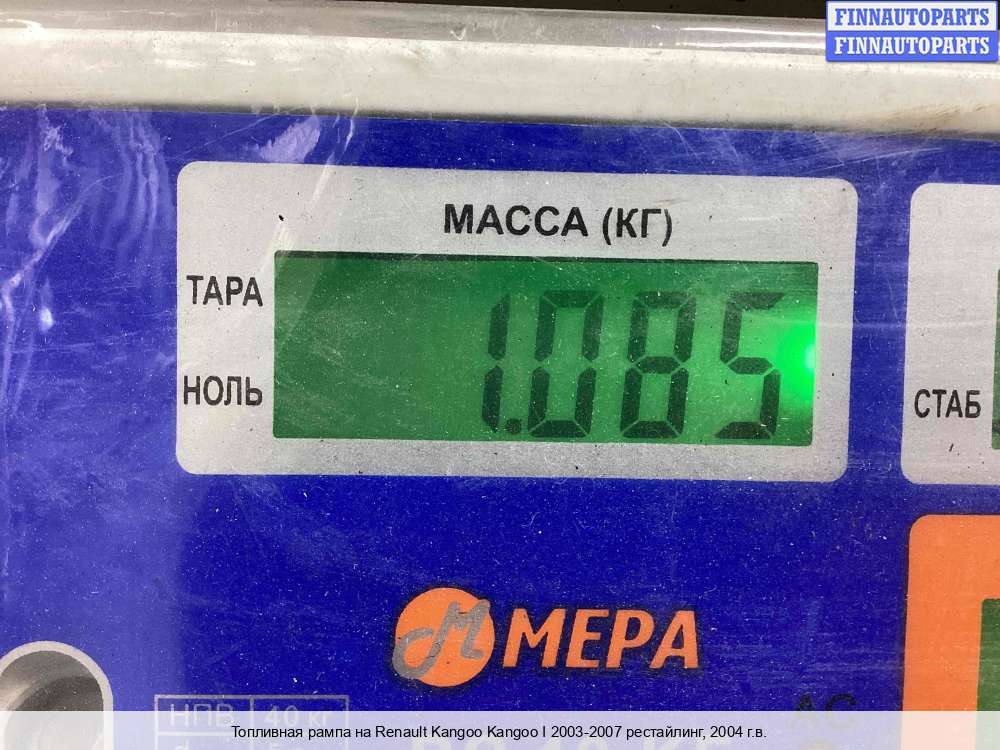 FINNAUTOPARTS
FINNAUTOPARTS
МАССА (КГ)
ТАРА
1.085
НОЛЬ
СТАБ
МЕРА
АС
НПВ 40 кг
Топливная рампа на Renault Kangoo Kangoo I 2003-2007 рестайлинг, 2004 г.в.